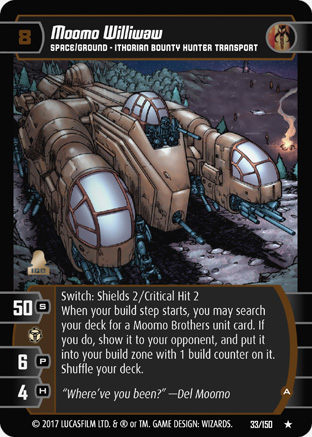 8
Moomo Williwaw
SPACE/GROUND - ITHORIAN BOUNTY HUNTER TRANSPORT
50 S
6 P
4 H
Switch: Shields 2/Critical Hit 2
When your build step starts, you may search
your deck for a Moomo Brothers unit card. If
you do, show it to your opponent, and put it
into your build zone with 1 build counter on it.
Shuffle your deck.
“Where’ve you been?” —Del Moomo
A
© 2017 LUCASFILM LTD. & ® or TM. GAME DESIGN: WIZARDS.
33/150